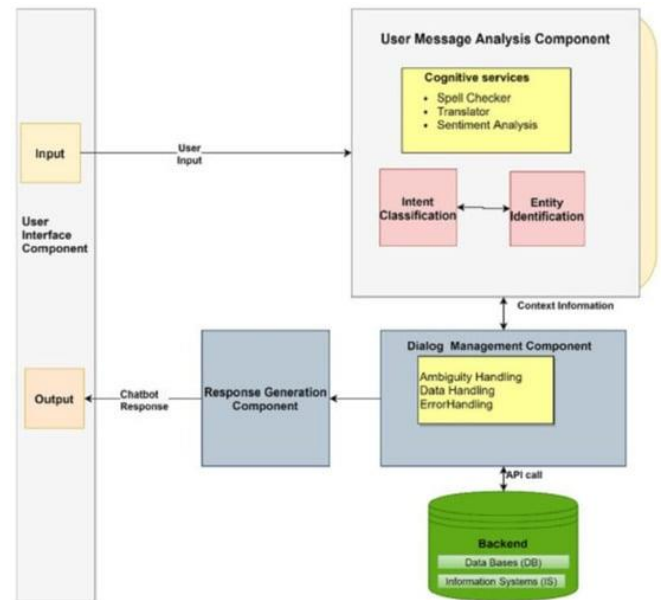 User Message Analysis Component
Cognitive services
• Spell Checker
• Translator
• Sentiment Analysis
Input
User
Input
Intent
Classification
Entity
Identification
User
Interface
Component
Context Information
Dialog Management Component
Ambiguity Handling
Data Handling
ErrorHandling
Output
Chatbot
Response
Response Generation
Component
API call
Backend
Data Bases (DB)
Information Systems (IS)